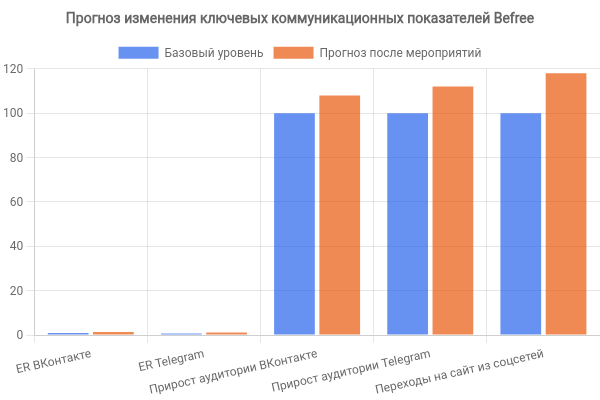 Прогноз изменения ключевых коммуникационных показателей Befree
Базовый уровень
Прогноз после мероприятий
120
100
80
60
40
20
0
ER ВКонтакте
ER Telegram
Прирост аудитории ВКонтакте
Прирост аудитории Telegram
Переходы на сайт из соцсетей